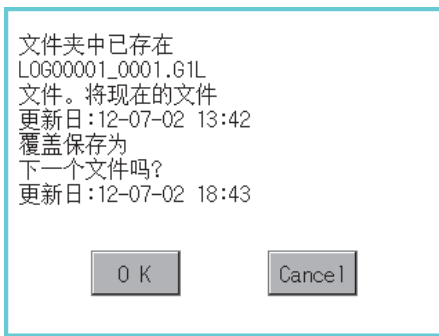 文件夹中已存在
LOG00001_0001.G1L
文件。将现在的文件
更新日:12-07-02 13:42
覆盖保存为
下一个文件吗?
更新日:12-07-02 18:43
OK
Cancel